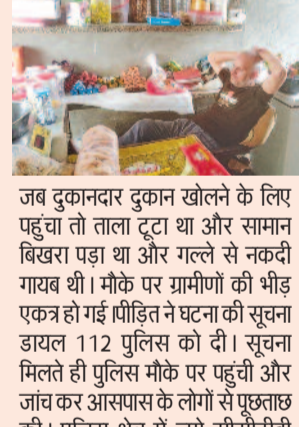 जब दुकानदार दुकान खोलने के लिए
पहुंचा तो ताला टूटा था और सामान
बिखरा पड़ा था और गल्ले से नकदी
गायब थी। मौके पर ग्रामीणों की भीड़
एकत्र हो गई।पीड़ित ने घटना की सूचना
डायल 112 पुलिस को दी। सूचना
मिलते ही पुलिस मौके पर पहुंची और
जांच कर आसपास के लोगों से पूछताछ